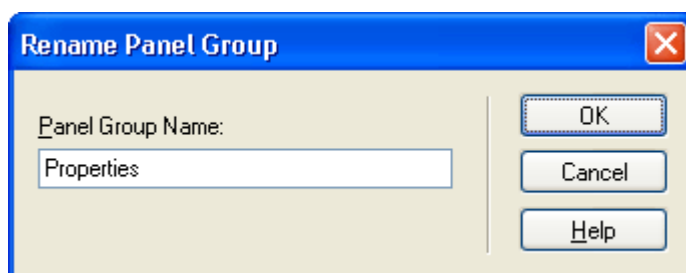 Rename Panel Group
Panel Group Name:
Properties
OK
Cancel
Help